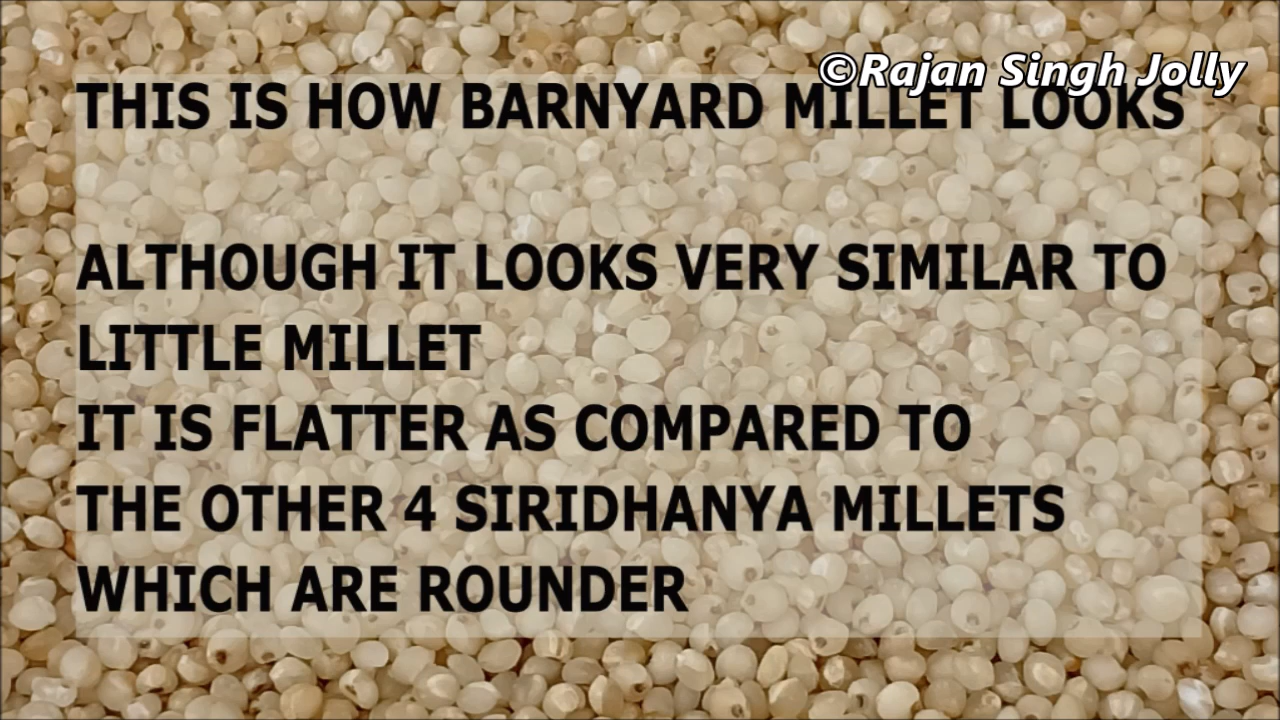 ©Rajan Singh Jolly
THIS IS HOW BARNYARD MILLET LOOKS
ALTHOUGH IT LOOKS VERY SIMILAR TO
LITTLE MILLET
IT IS FLATTER AS COMPARED TO
THE OTHER 4 SIRIDHANYA MILLETS
WHICH ARE ROUNDER